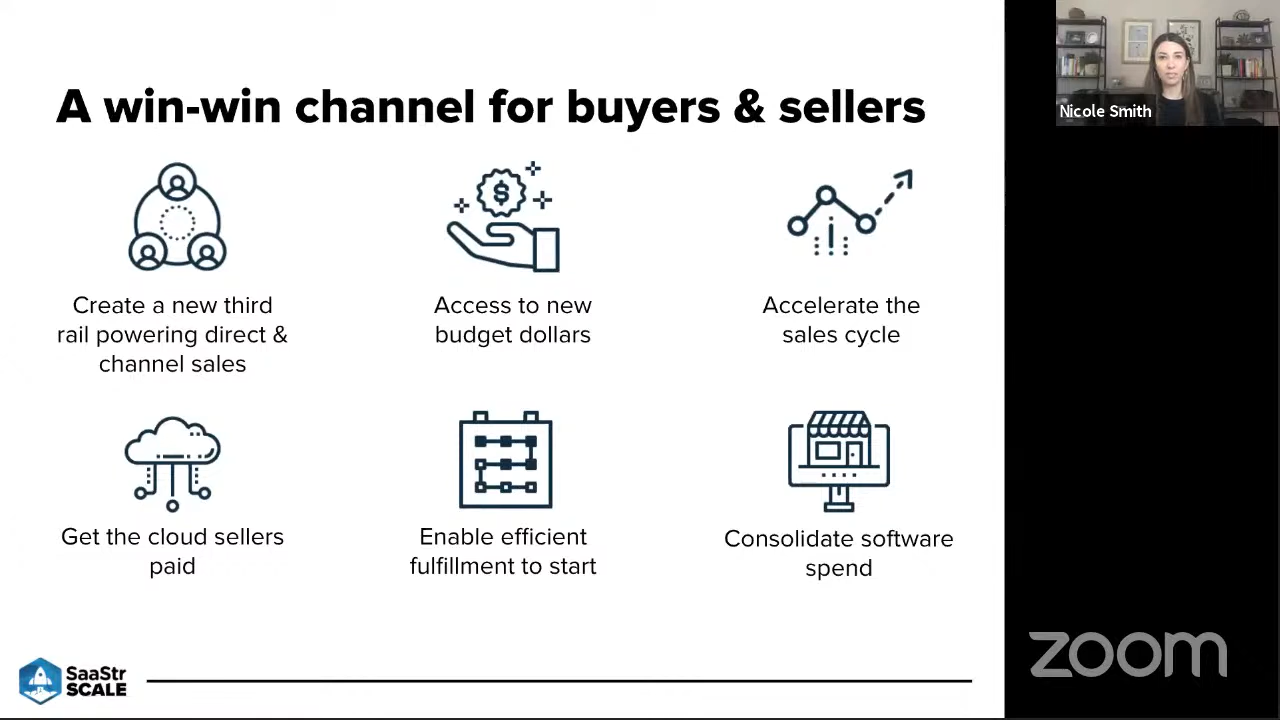 A win-win channel for buyers & sellers
Nicole Smith
Create a new third
rail powering direct &
channel sales
Access to new
budget dollars
Accelerate the
sales cycle
Get the cloud sellers
paid
Enable efficient
fulfillment to start
Consolidate software
spend
SaaStr
SCALE
zoom